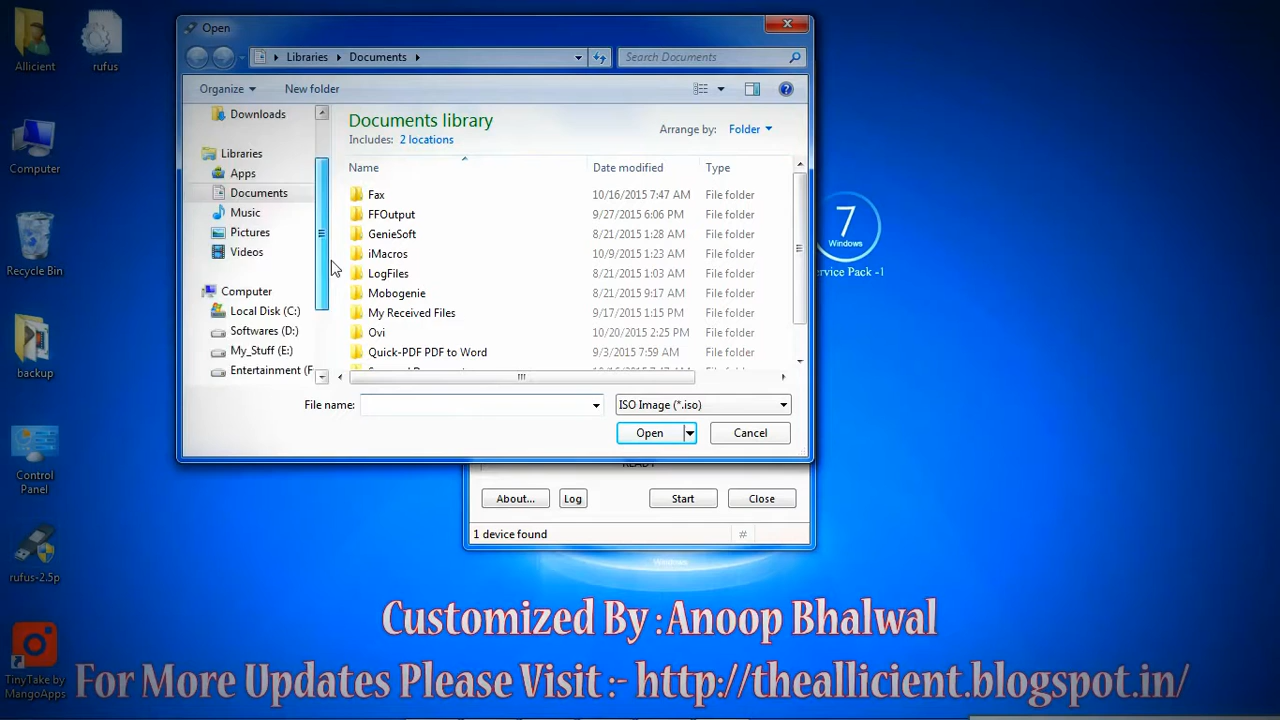 Open
Libraries
Documents
Search Documents
Organize
New folder
Documents library
Includes: 2 locations
Arrange by: Folder
Name
Date modified
Type
Downloads
Libraries
Apps
Documents
Music
Pictures
Videos
Computer
Local Disk (C:)
Softwares (D:)
My_Stuff (E:)
Entertainment (F
Fax 10/16/2015 7:47 AM File folder
FFOutput 9/27/2015 6:06 PM File folder
GenieSoft 8/21/2015 1:28 AM File folder
iMacros 10/9/2015 1:23 AM File folder
LogFiles 8/21/2015 1:03 AM File folder
Mobogenie 8/21/2015 9:17 AM File folder
My Received Files 9/17/2015 1:15 PM File folder
Ovi 10/20/2015 2:25 PM File folder
Quick-PDF PDF to Word 9/3/2015 7:59 AM File folder
File name:
ISO Image (*.iso)
Open
Cancel
About...
Log
Start
Close
1 device found
#
Allicient
rufus
Computer
Recycle Bin
backup
Control
Panel
rufus-2.5p
TinyTake by
MangoApps
7
Windows
ervice Pack -1
Windows
Customized By : Anoop Bhalwal
For More Updates Please Visit :- http://theallicient.blogspot.in/